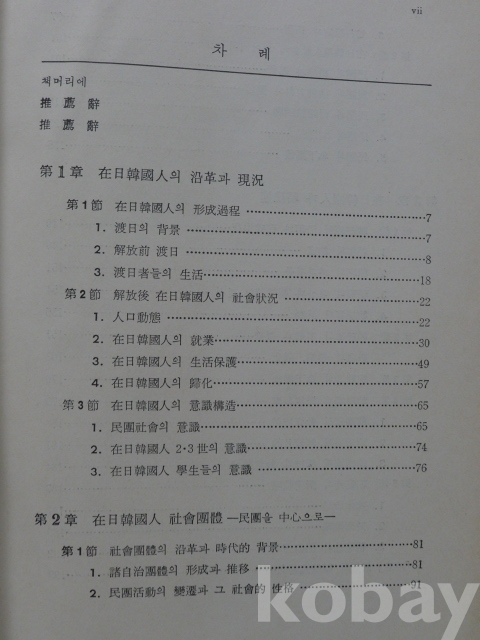 vii
차 례
책머리에
推 薦 辭
推 薦 辭
第1章 在日韓國人의 沿革과 現況
第1節 在日韓國人의 形成過程 ……7
1. 渡日의 背景 ……7
2. 解放前 渡日 ……8
3. 渡日者들의 生活……18
第2節 解放後 在日韓國人의 社會狀況 ……22
1. 人口動態 ……22
2. 在日韓國人의 就業……30
3. 在日韓國人의 生活保護……49
4. 在日韓國人의 歸化……57
第3節 在日韓國人의 意識構造……65
1. 民團社會의 意識……65
2. 在日韓國人 2·3世의 意識……74
3. 在日韓國人 學生들의 意識……76
第2章 在日韓國人 社會團體 —民團을 中心으로—
第1節 社會團體의 沿革과 時代的 背景……81
1. 諸自治團體의 形成과 推移……81
2. 民團活動의 變遷과 그 社會的 性格……91
kobay